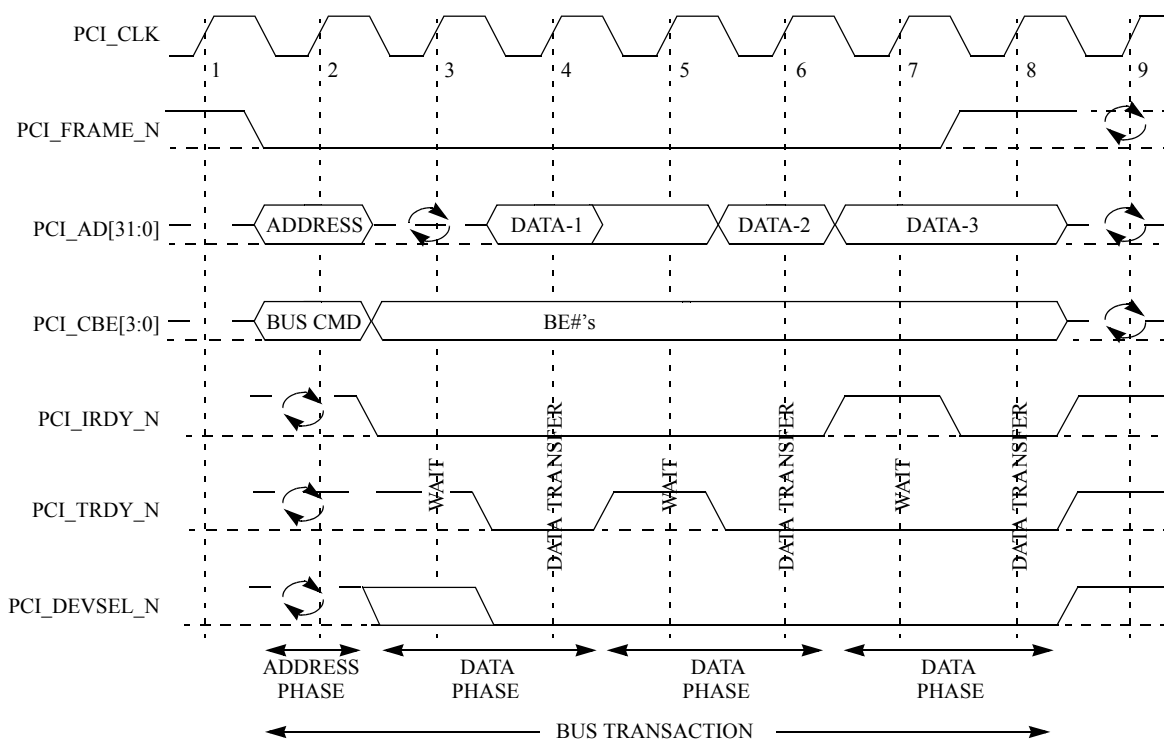 PCI_CLK
1 2 3 4 5 6 7 8 9
PCI_FRAME_N
PCI_AD[31:0] ADDRESS DATA-1 DATA-2 DATA-3
PCI_CBE[3:0] BUS CMD BE#'s
PCI_IRDY_N
PCI_TRDY_N
WAIT
DATA TRANSFER
WAIT
DATA TRANSFER
WAIT
DATA TRANSFER
PCI_DEVSEL_N
ADDRESS PHASE
DATA PHASE
DATA PHASE
DATA PHASE
BUS TRANSACTION